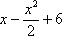 x − x²/2 + 6